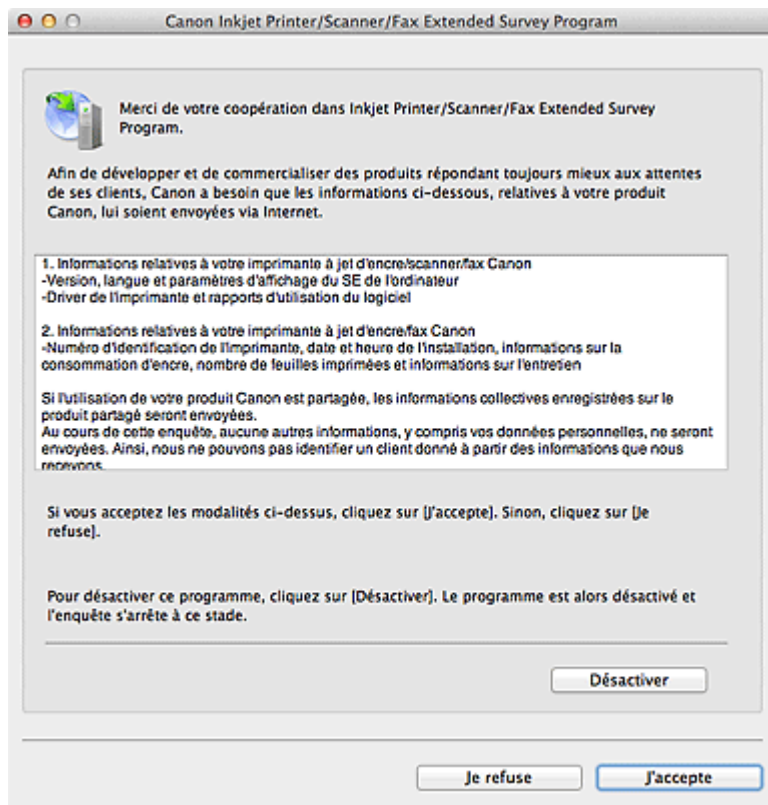 Canon Inkjet Printer/Scanner/Fax Extended Survey Program
Merci de votre coopération dans Inkjet Printer/Scanner/Fax Extended Survey
Program.
Afin de développer et de commercialiser des produits répondant toujours mieux aux attentes
de ses clients, Canon a besoin que les informations ci-dessous, relatives à votre produit
Canon, lui soient envoyées via Internet.
1. Informations relatives à votre imprimante à jet d'encre/scanner/fax Canon
-Version, langue et paramètres d'affichage du SE de l'ordinateur
-Driver de l'imprimante et rapports d'utilisation du logiciel
2. Informations relatives à votre imprimante à jet d'encre/fax Canon
-Numéro d'identification de l'imprimante, date et heure de l'installation, informations sur la
consommation d'encre, nombre de feuilles imprimées et informations sur l'entretien
Si l'utilisation de votre produit Canon est partagée, les informations collectives enregistrées sur le
produit partagé seront envoyées.
Au cours de cette enquête, aucune autres informations, y compris vos données personnelles, ne seront
envoyées. Ainsi, nous ne pouvons pas identifier un client donné à partir des informations que nous
recevons.
Si vous acceptez les modalités ci-dessus, cliquez sur [J'accepte]. Sinon, cliquez sur [Je
refuse].
Pour désactiver ce programme, cliquez sur [Désactiver]. Le programme est alors désactivé et
l'enquête s'arrête à ce stade.
Désactiver
Je refuse
J'accepte